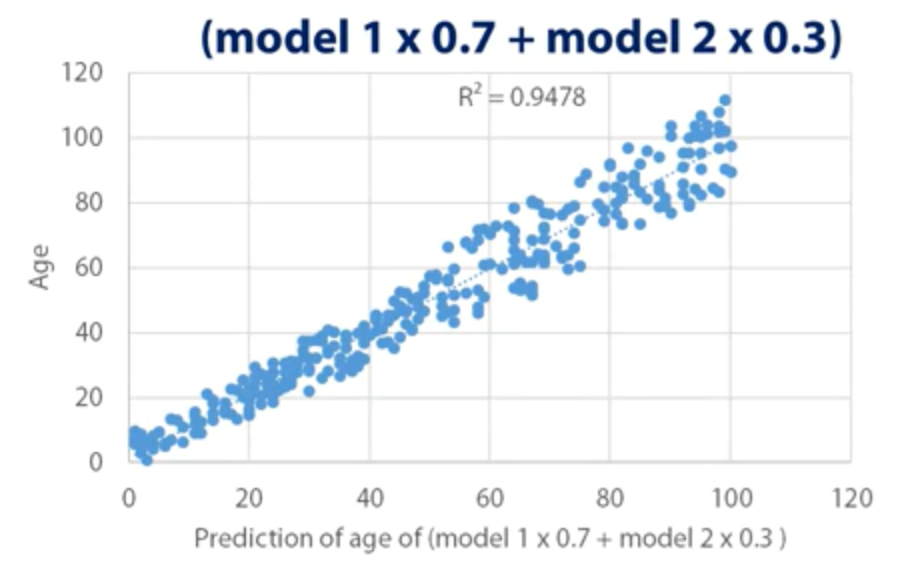 (model 1 x 0.7 + model 2 x 0.3)
R² = 0.9478
120
100
80
60
40
20
0
Age
0 20 40 60 80 100 120
Prediction of age of (model 1 x 0.7 + model 2 x 0.3 )